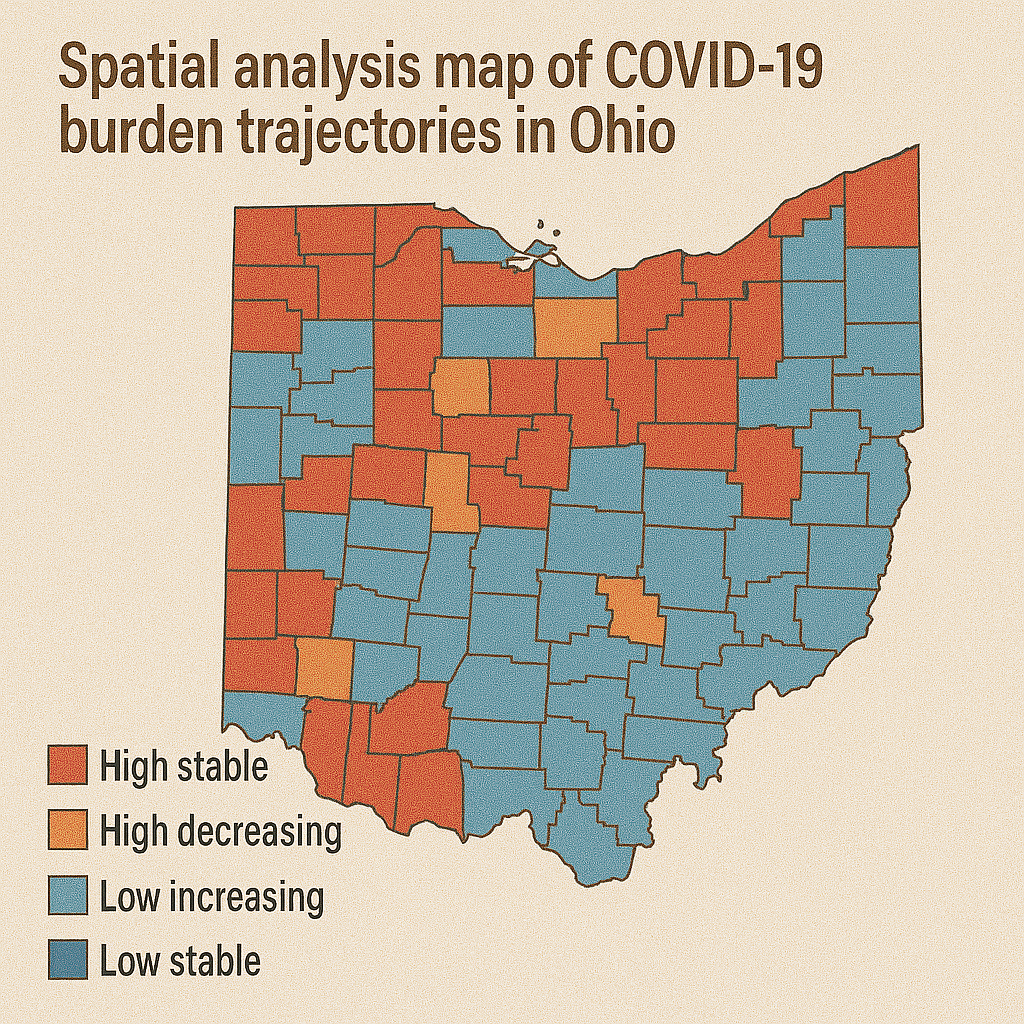 Spatial analysis map of COVID-19
burden trajectories in Ohio
High stable
High decreasing
Low increasing
Low stable